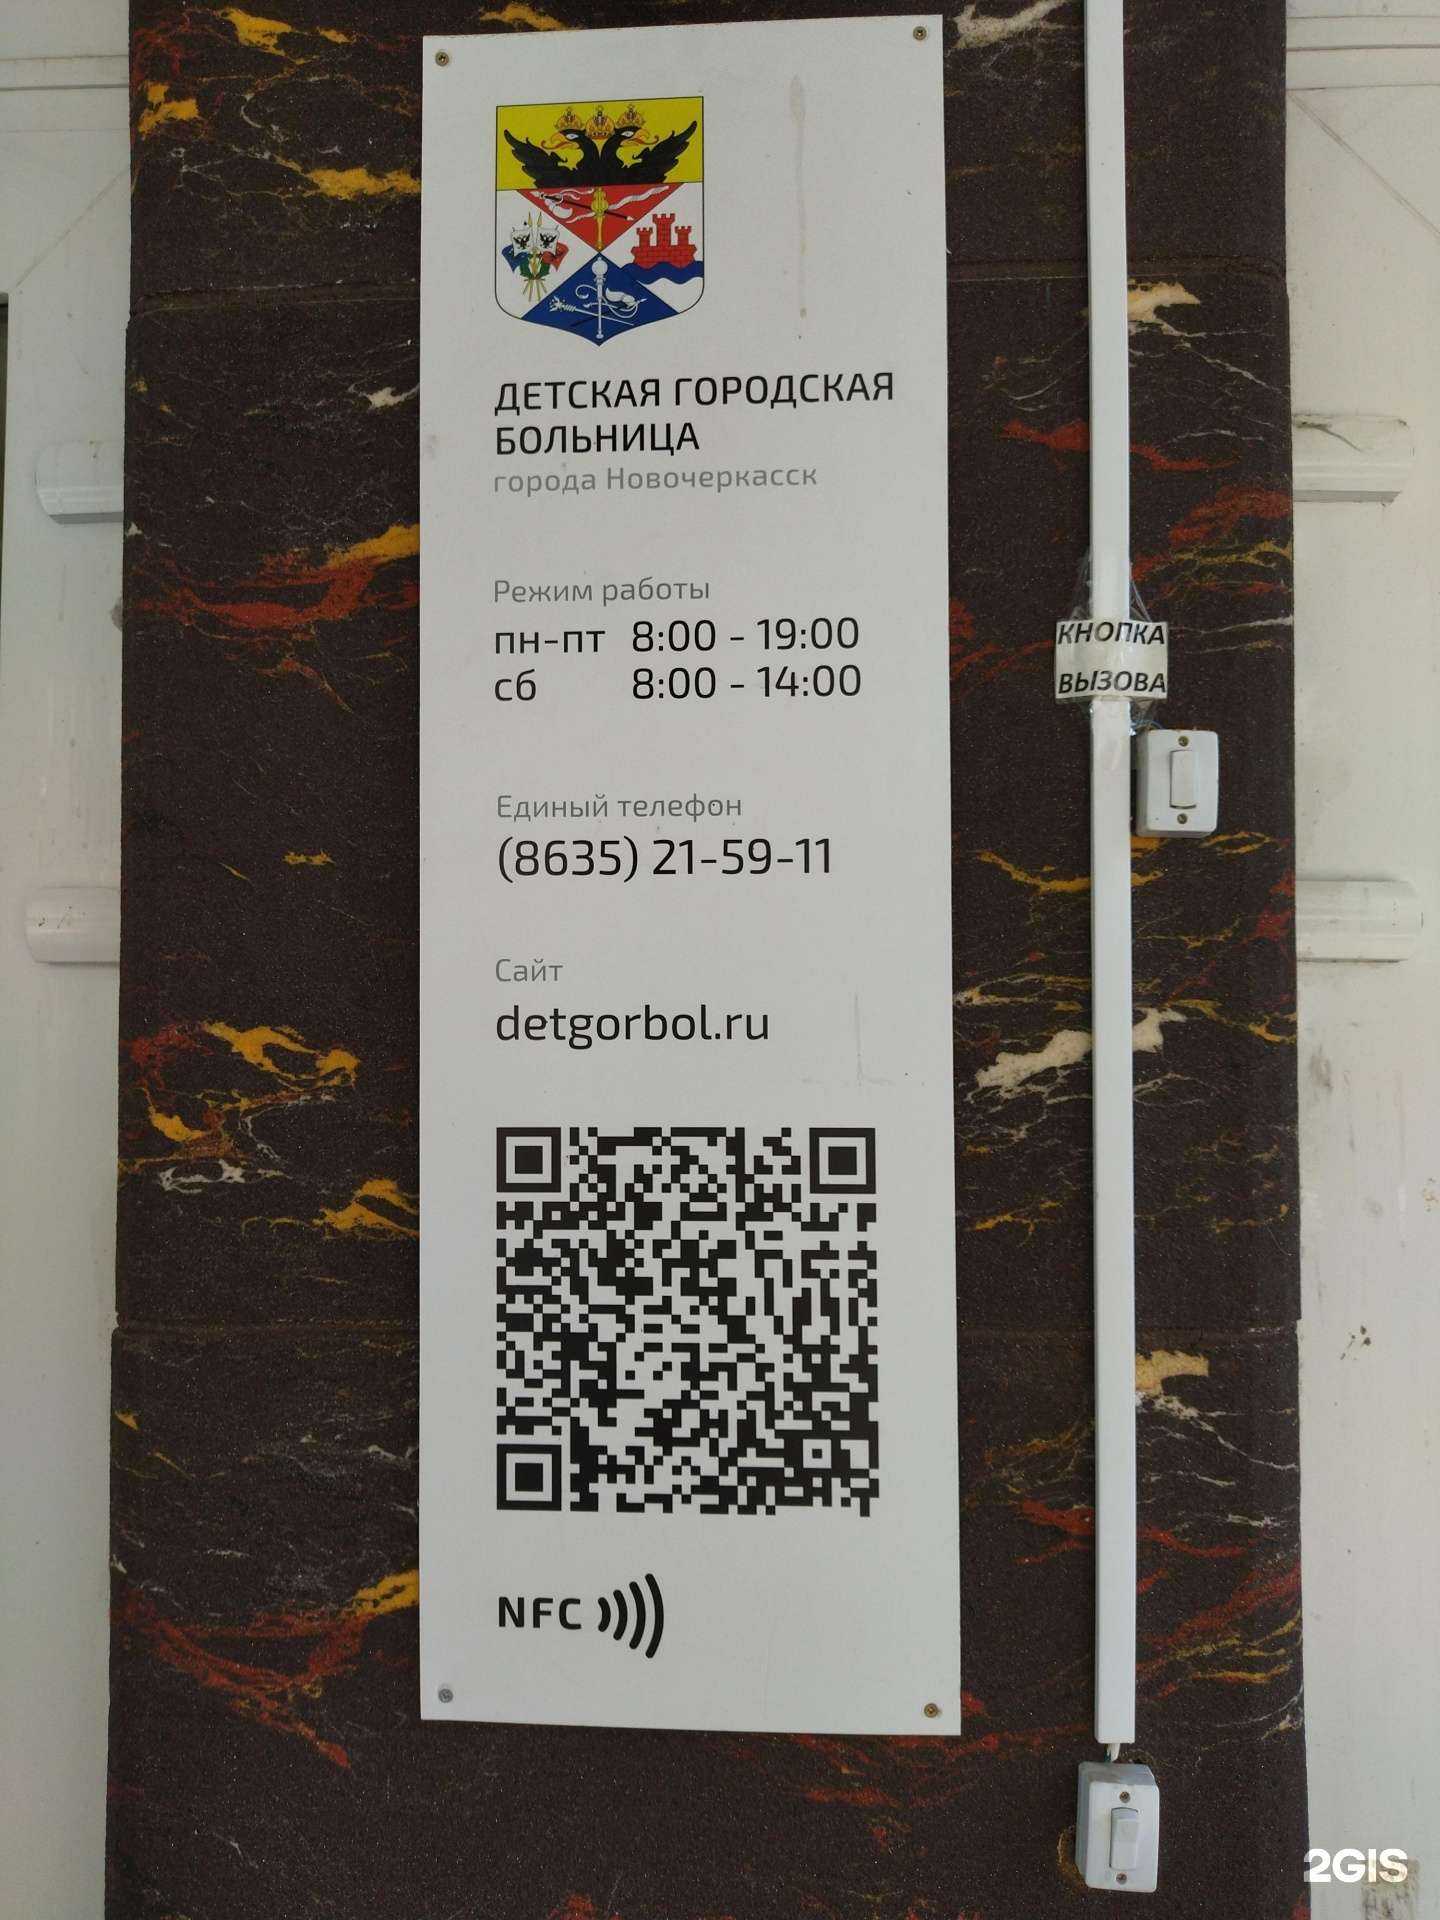 ДЕТСКАЯ ГОРОДСКАЯ
БОЛЬНИЦА
города Новочеркасск
Режим работы
пн-пт 8:00 - 19:00
сб 8:00 - 14:00
Единый телефон
(8635) 21-59-11
Сайт
detgorbol.ru
NFC
КНОПКА
ВЫЗОВА
2GIS